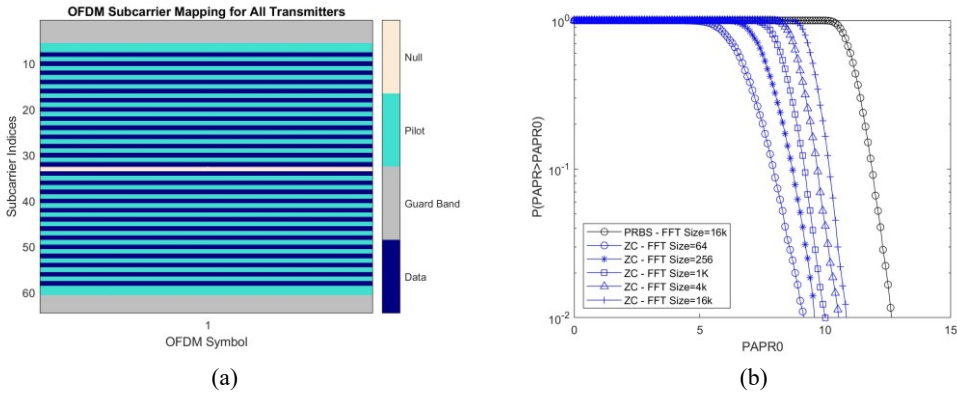 OFDM Subcarrier Mapping for All Transmitters
10
20
30
40
50
60
Subcarrier Indices
1
OFDM Symbol
Null
Pilot
Guard Band
Data
(a)
10^0
10^-1
10^-2
P(PAPR>PAPR0)
PRBS - FFT Size=16k
ZC - FFT Size=64
ZC - FFT Size=256
ZC - FFT Size=1K
ZC - FFT Size=4k
ZC - FFT Size=16k
0 5 10 15
PAPR0
(b)